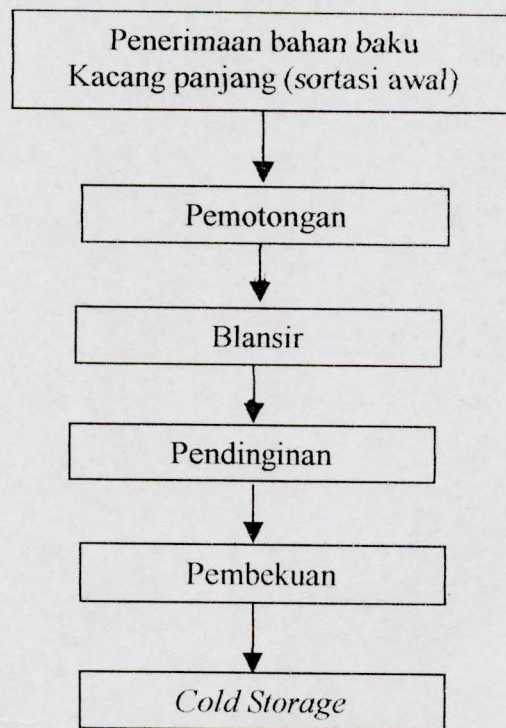 Penerimaan bahan baku
Kacang panjang (sortasi awal)
Pemotongan
Blansir
Pendinginan
Pembekuan
Cold Storage